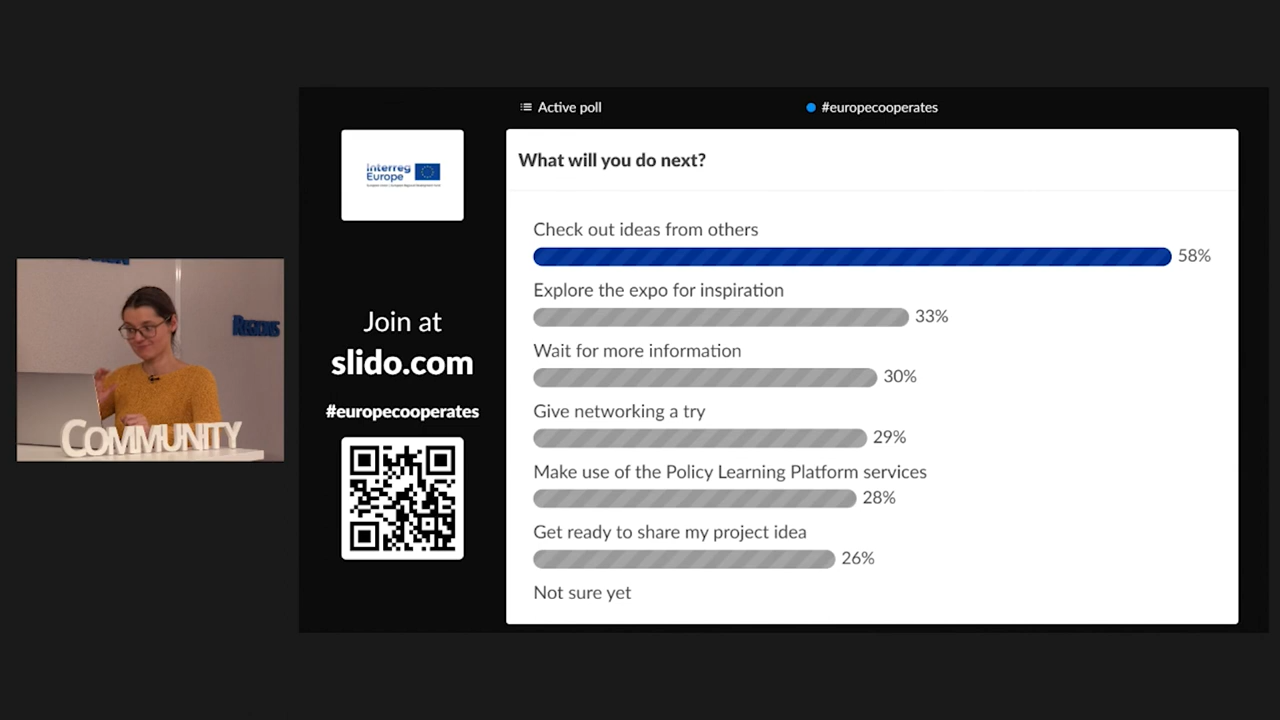 Active poll
#europecooperates
Interreg
Europe
What will you do next?
Check out ideas from others
58%
Explore the expo for inspiration
33%
Wait for more information
30%
Give networking a try
29%
Make use of the Policy Learning Platform services
28%
Get ready to share my project idea
26%
Not sure yet
Join at
slido.com
#europecooperates
COMMUNITY